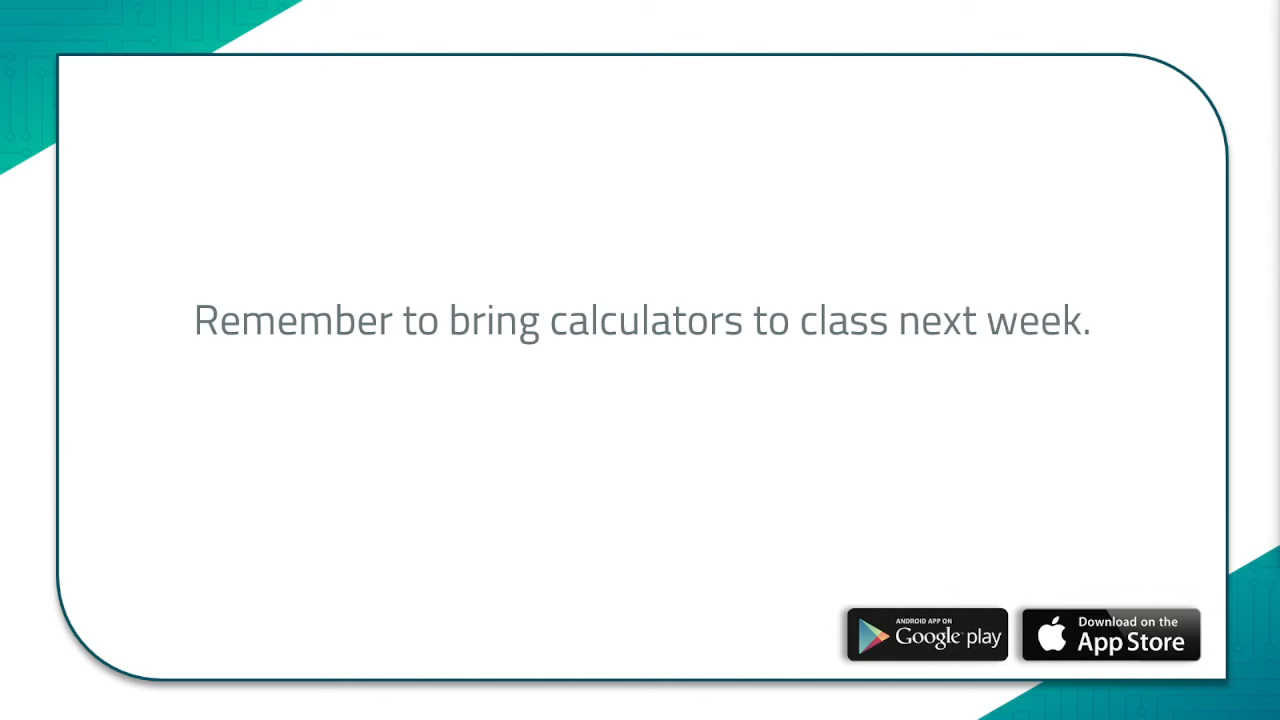 Remember to bring calculators to class next week.
ANDROID APP ON
Google play
Download on the
App Store